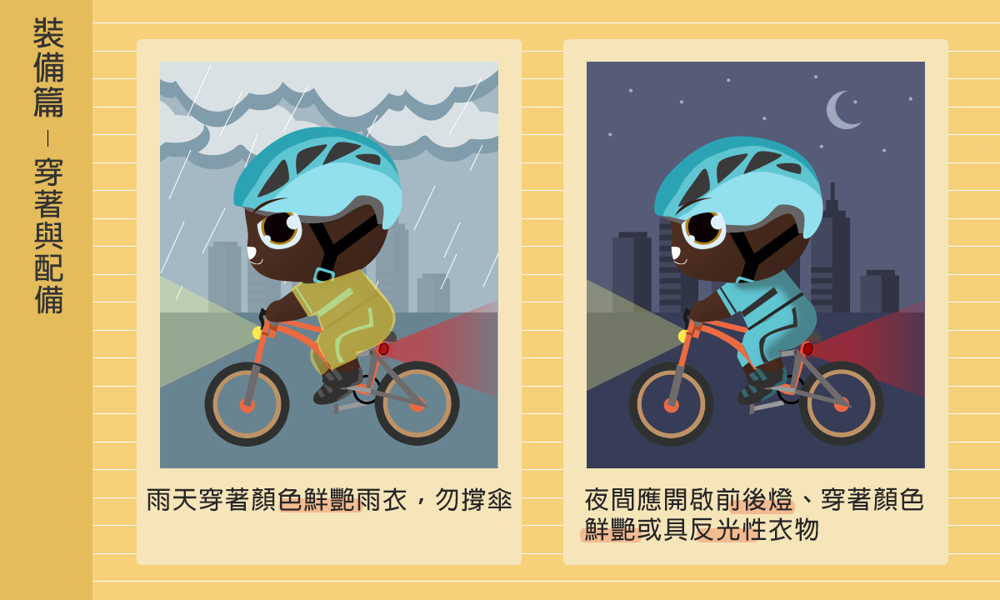 裝備篇｜穿著與配備
雨天穿著顏色鮮艷雨衣，勿撐傘
夜間應開啟前後燈、穿著顏色
鮮艷或具反光性衣物